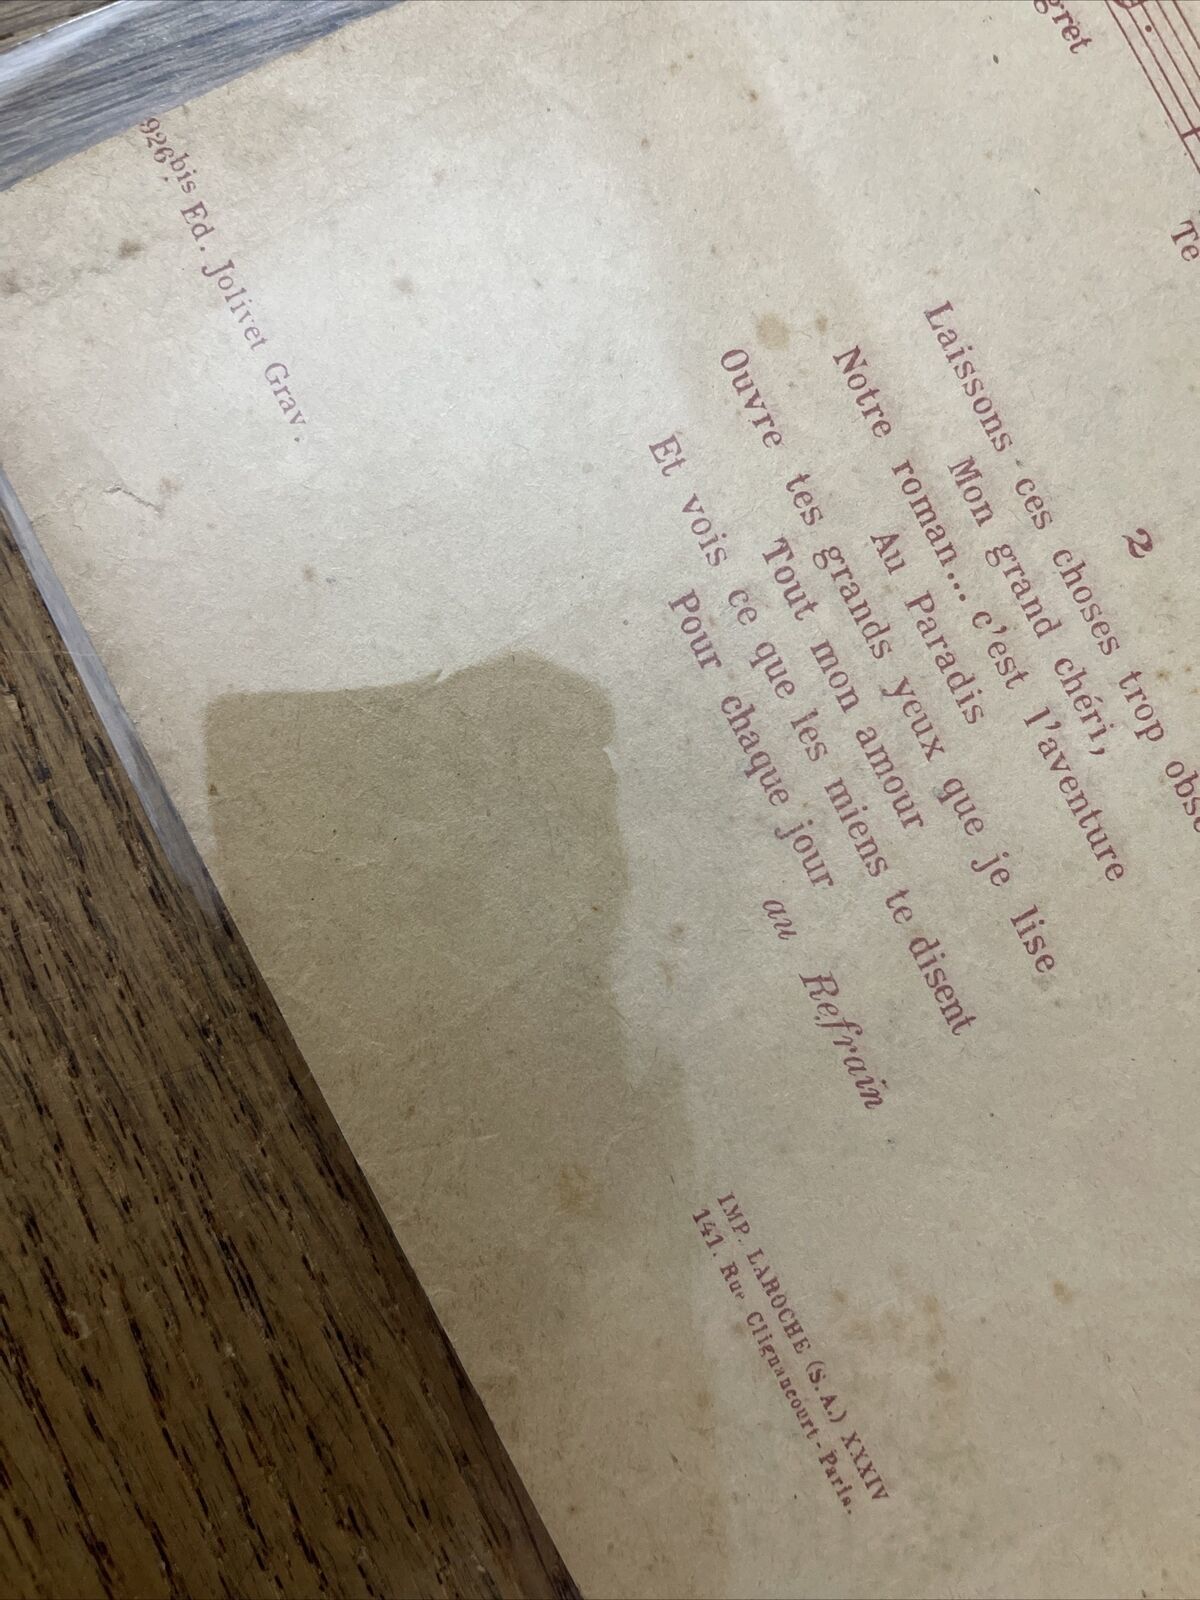 Te
2
Laissons ces choses trop
Mon grand chéri,
Notre roman... c'est l'aventure
Au Paradis
Ouvre tes grands yeux que je lise
Tout mon amour
Et vois ce que les miens te disent
Pour chaque jour
au Refrain
926bis Ed. Jolivet Grav.
IMP. LAROCHE (S.A.) XXXIV
141. Rue Clignancourt-Paris.